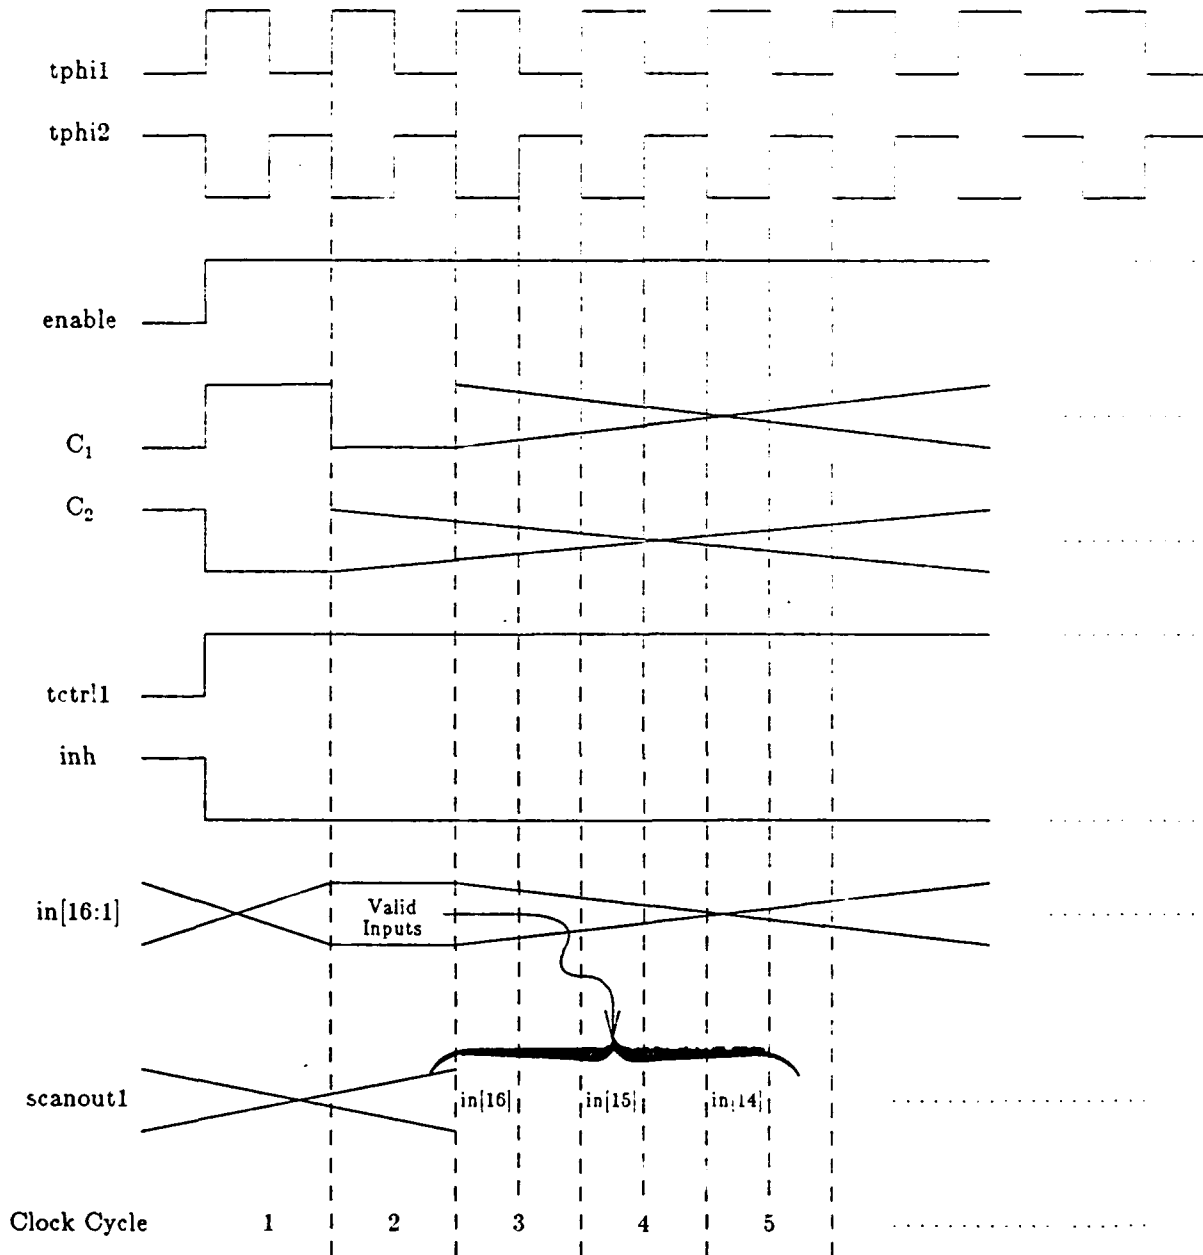 tphi1
tphi2
enable
C₁
C₂
tctrl1
inh
in[16:1]
Valid
Inputs
scanout1
in[16]
in[15]
in[14]
Clock Cycle 1 2 3 4 5